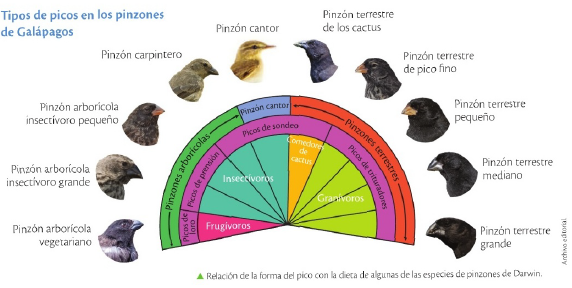 Tipos de picos en los pinzones
de Galápagos
Pinzón cantor
Pinzón terrestre
de los cactus
Pinzón carpintero
Pinzón terrestre
de pico fino
Pinzón arborícola
insectívoro pequeño
Pinzón terrestre
pequeño
Pinzón arborícola
insectívoro grande
Pinzón terrestre
mediano
Pinzón arborícola
vegetariano
Pinzón terrestre
grande
Pinzones arborícolas
Pinzón cantor
Pinzones terrestres
Picos de loro
Picos de prensión
Picos de sondeo
Picos de trituradores
Frugívoros
Insectívoros
Comedores
de
cactus
Granívoros
Archivo editorial
▲ Relación de la forma del pico con la dieta de algunas de las especies de pinzones de Darwin.